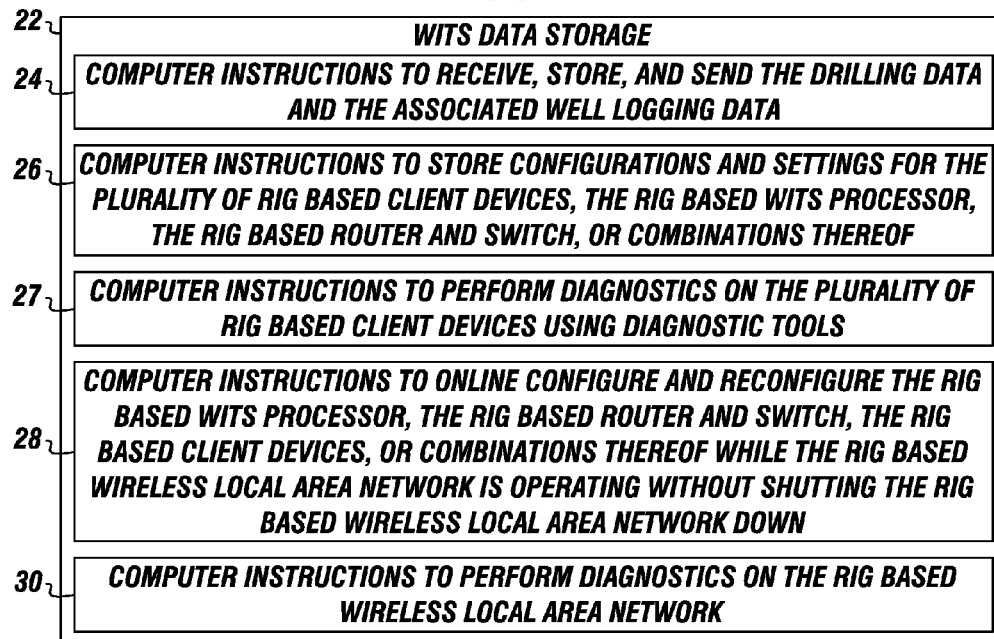 22
WITS DATA STORAGE
24
COMPUTER INSTRUCTIONS TO RECEIVE, STORE, AND SEND THE DRILLING DATA
AND THE ASSOCIATED WELL LOGGING DATA
26
COMPUTER INSTRUCTIONS TO STORE CONFIGURATIONS AND SETTINGS FOR THE
PLURALITY OF RIG BASED CLIENT DEVICES, THE RIG BASED WITS PROCESSOR,
THE RIG BASED ROUTER AND SWITCH, OR COMBINATIONS THEREOF
27
COMPUTER INSTRUCTIONS TO PERFORM DIAGNOSTICS ON THE PLURALITY OF
RIG BASED CLIENT DEVICES USING DIAGNOSTIC TOOLS
28
COMPUTER INSTRUCTIONS TO ONLINE CONFIGURE AND RECONFIGURE THE RIG
BASED WITS PROCESSOR, THE RIG BASED ROUTER AND SWITCH, THE RIG
BASED CLIENT DEVICES, OR COMBINATIONS THEREOF WHILE THE RIG BASED
WIRELESS LOCAL AREA NETWORK IS OPERATING WITHOUT SHUTTING THE RIG
BASED WIRELESS LOCAL AREA NETWORK DOWN
30
COMPUTER INSTRUCTIONS TO PERFORM DIAGNOSTICS ON THE RIG BASED
WIRELESS LOCAL AREA NETWORK